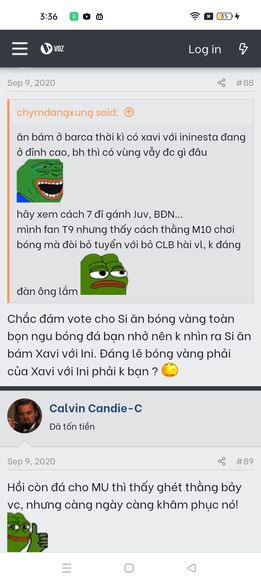 3:36
85
VOZ
Log in
Sep 9, 2020
#88
chymdangxung said:
ăn bám ở barca thời kì có xavi với ininesta đang
ở đỉnh cao, bh thì có vùng vẫy đc gì đâu
hãy xem cách 7 đĩ gánh Juv, BĐN...
mình fan T9 nhưng thấy cách thằng M10 chơi
bóng mà đòi bỏ tuyển với bỏ CLB hài vl, k đáng
đàn ông lắm
Chắc đám vote cho Si ăn bóng vàng toàn
bọn ngu bóng đá bạn nhở nên k nhìn ra Si ăn
bám Xavi với Ini. Đáng lẽ bóng vàng phải
của Xavi với Ini phải k bạn ?
Calvin Candie-C
Đã tốn tiền
Sep 9, 2020
#89
Hồi còn đá cho MU thì thấy ghét thằng bảy
vc, nhưng càng ngày càng khâm phục nó!